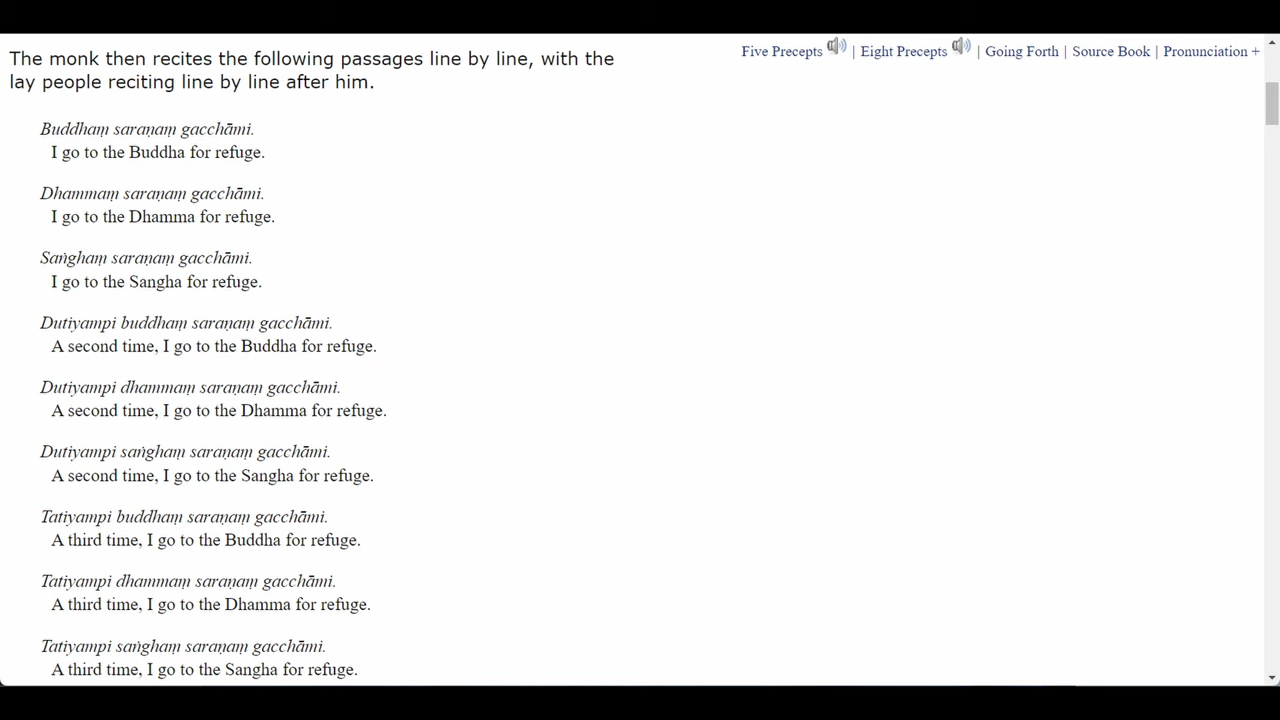 The monk then recites the following passages line by line, with the
lay people reciting line by line after him.
Five Precepts | Eight Precepts | Going Forth | Source Book | Pronunciation +
Buddhaṃ saraṇaṃ gacchāmi.
I go to the Buddha for refuge.
Dhammaṃ saraṇaṃ gacchāmi.
I go to the Dhamma for refuge.
Saṅghaṃ saraṇaṃ gacchāmi.
I go to the Sangha for refuge.
Dutiyampi buddhaṃ saraṇaṃ gacchāmi.
A second time, I go to the Buddha for refuge.
Dutiyampi dhammaṃ saraṇaṃ gacchāmi.
A second time, I go to the Dhamma for refuge.
Dutiyampi saṅghaṃ saraṇaṃ gacchāmi.
A second time, I go to the Sangha for refuge.
Tatiyampi buddhaṃ saraṇaṃ gacchāmi.
A third time, I go to the Buddha for refuge.
Tatiyampi dhammaṃ saraṇaṃ gacchāmi.
A third time, I go to the Dhamma for refuge.
Tatiyampi saṅghaṃ saraṇaṃ gacchāmi.
A third time, I go to the Sangha for refuge.